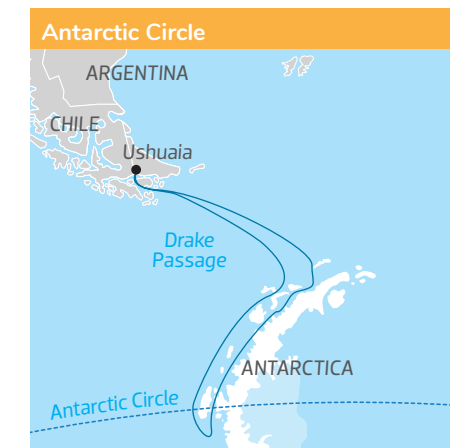 Antarctic Circle
ARGENTINA
CHILE
Ushuaia
Drake
Passage
ANTARCTICA
Antarctic Circle